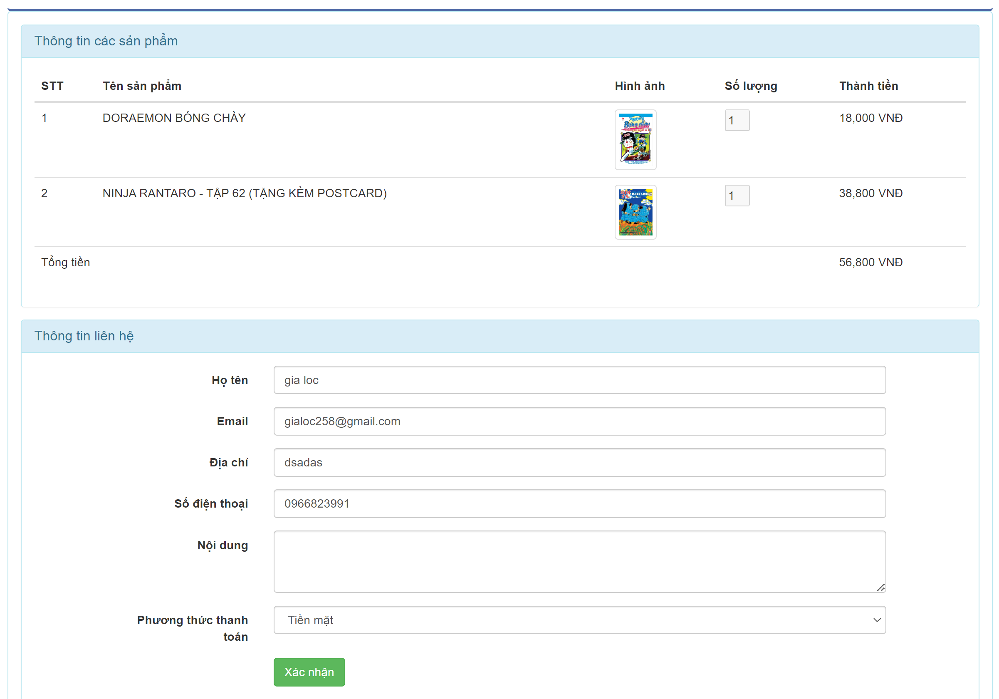 Thông tin các sản phẩm
STT Tên sản phẩm Hình ảnh Số lượng Thành tiền
1 DORAEMON BÓNG CHÀY 1 18,000 VNĐ
Bóng chày
2 NINJA RANTARO - TẬP 62 (TẶNG KÈM POSTCARD) 1 38,800 VNĐ
RANTARO
Tổng tiền 56,800 VNĐ
Thông tin liên hệ
Họ tên gia loc
Email gialoc258@gmail.com
Địa chỉ dsadas
Số điện thoại 0966823991
Nội dung
Phương thức thanh Tiền mặt
toán
Xác nhận